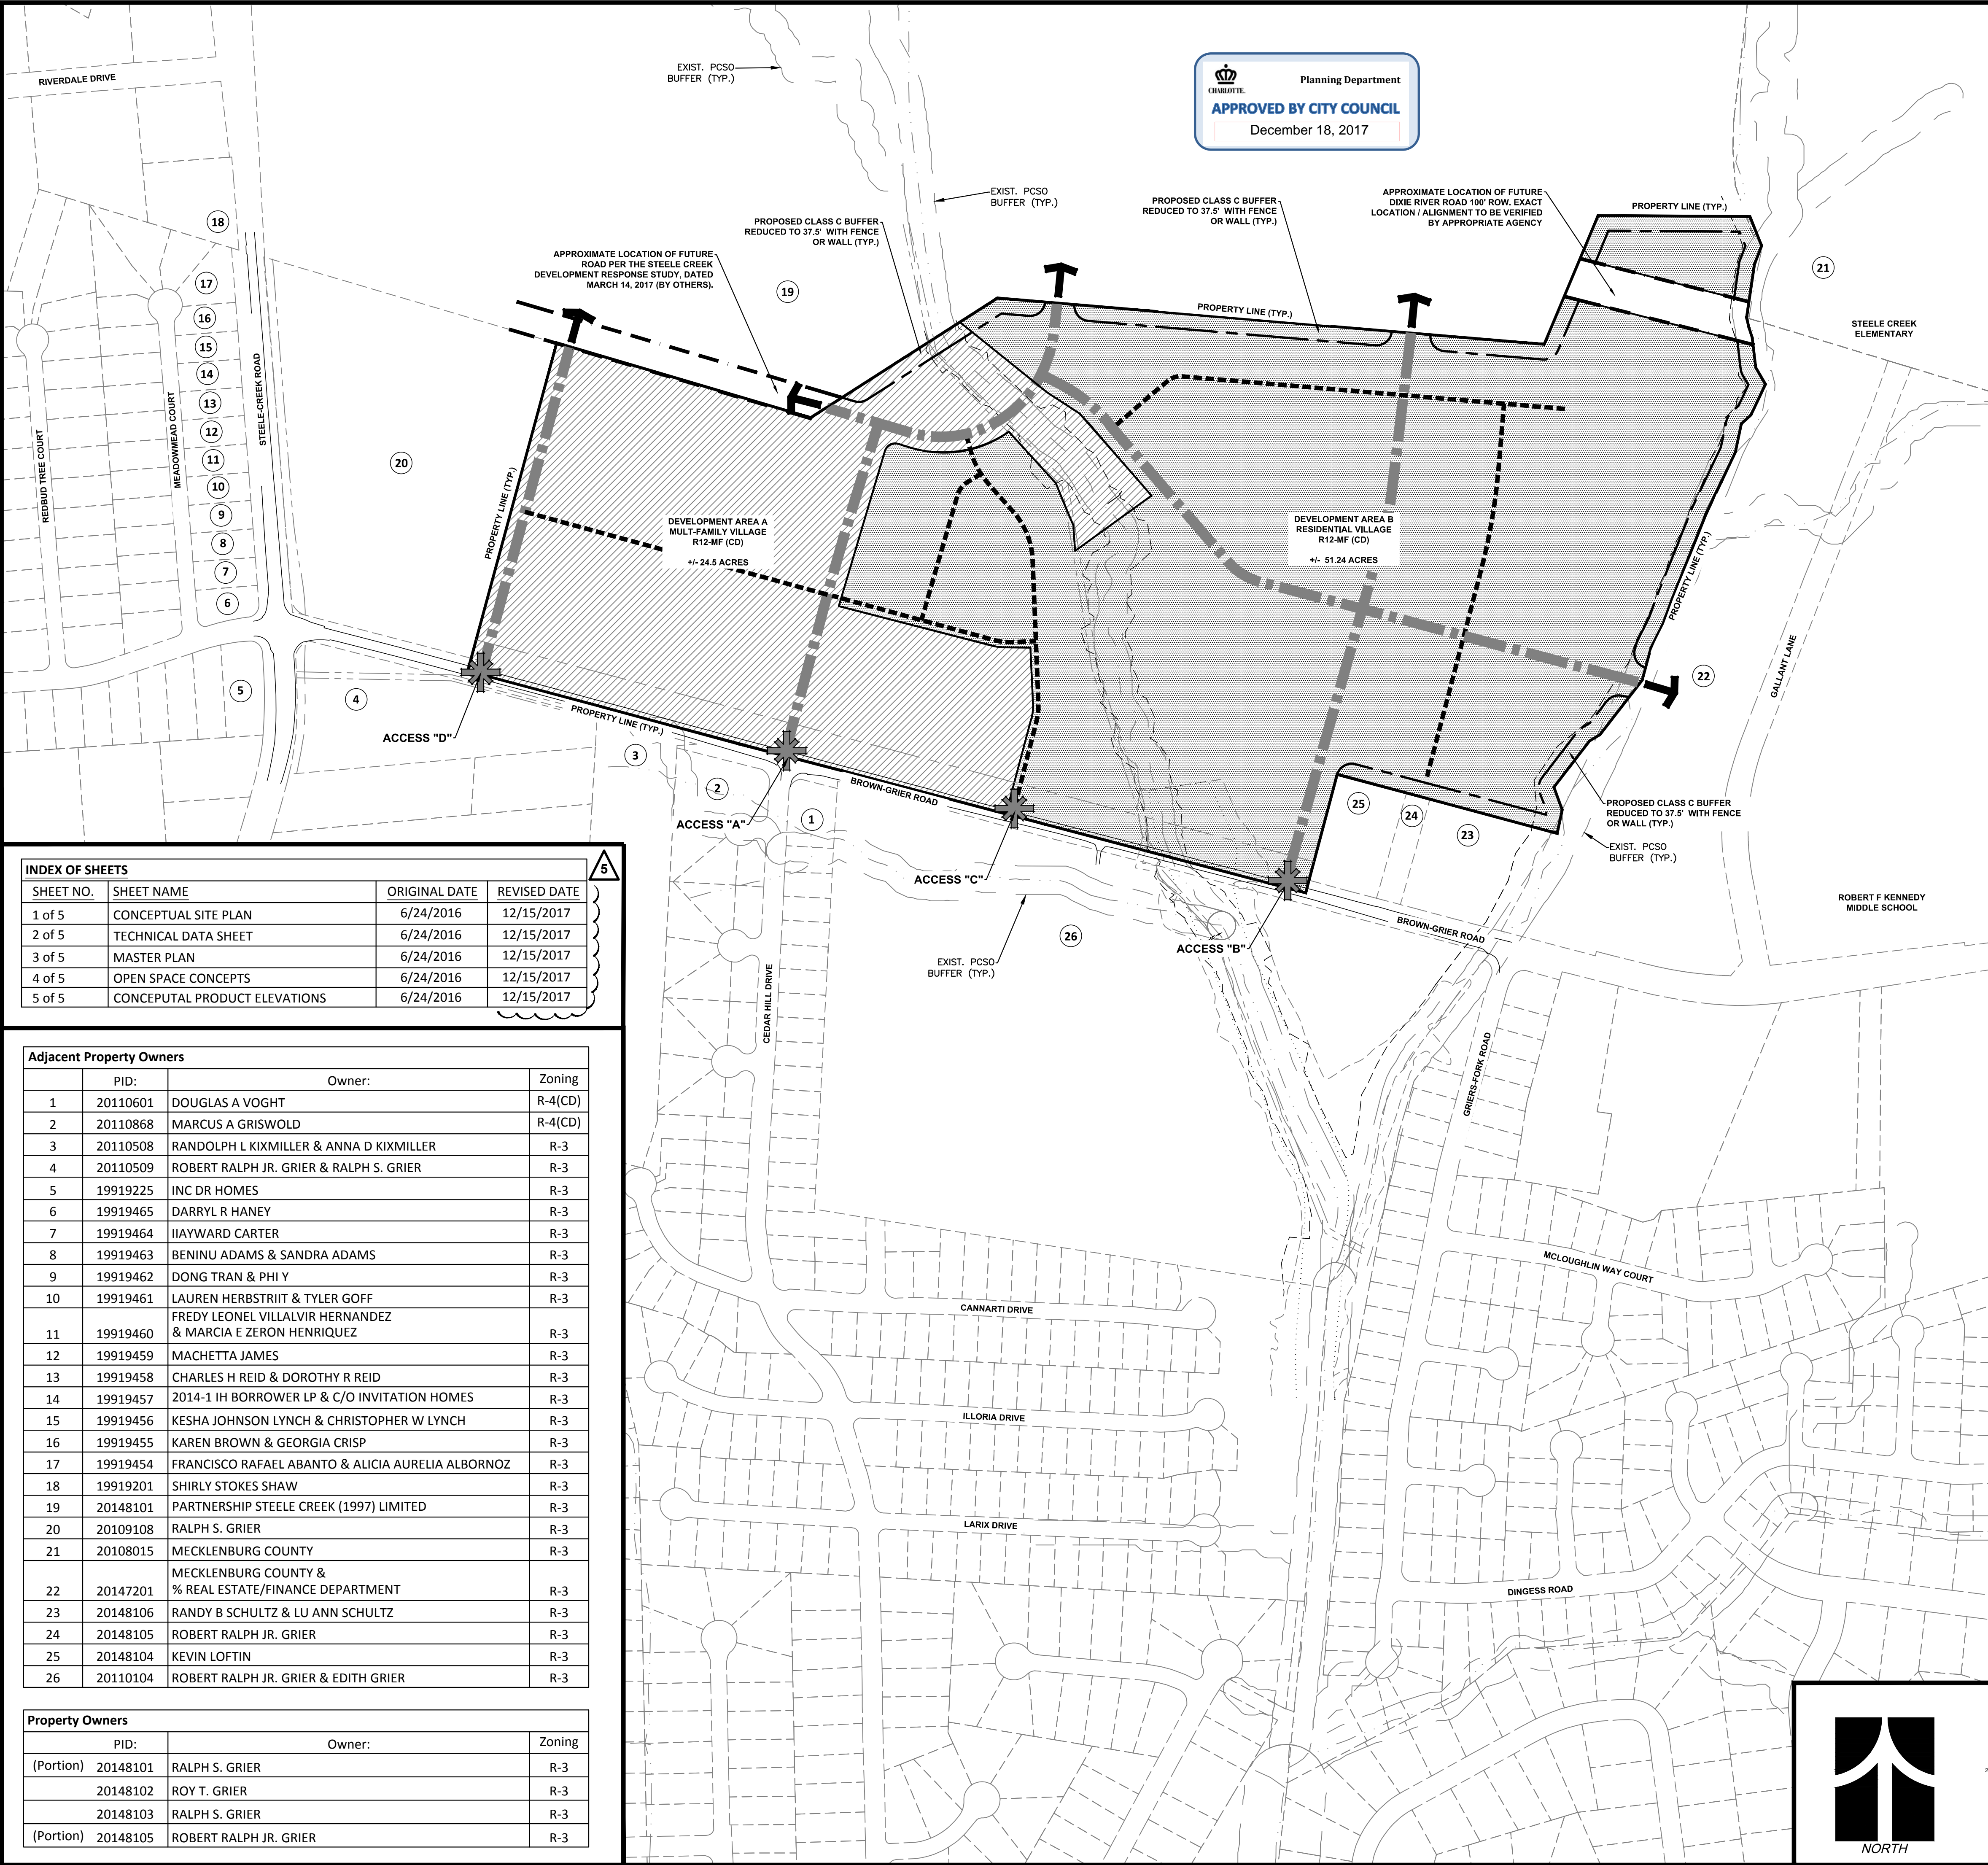 RIVERDALE DRIVE
EXIST. PCSO
BUFFER (TYP.)
CHARLOTTE.
Planning Department
APPROVED BY CITY COUNCIL
December 18, 2017
EXIST. PCSO
BUFFER (TYP.)
PROPOSED CLASS C BUFFER
REDUCED TO 37.5' WITH FENCE
OR WALL (TYP.)
APPROXIMATE LOCATION OF FUTURE
DIXIE RIVER ROAD 100' ROW. EXACT
LOCATION / ALIGNMENT TO BE VERIFIED
BY APPROPRIATE AGENCY
PROPERTY LINE (TYP.)
PROPOSED CLASS C BUFFER
REDUCED TO 37.5' WITH FENCE
OR WALL (TYP.)
APPROXIMATE LOCATION OF FUTURE
ROAD PER THE STEELE CREEK
DEVELOPMENT RESPONSE STUDY, DATED
MARCH 14, 2017 (BY OTHERS).
18
17
16
15
14
13
12
11
10
9
8
7
6
5
4
3
2
1
19
20
21
22
23
24
25
26
PROPERTY LINE (TYP.)
STEELE CREEK
ELEMENTARY
REDBUD TREE COURT
MEADOWMEAD COURT
STEELE-CREEK ROAD
PROPERTY LINE (TYP.)
DEVELOPMENT AREA A
MULT-FAMILY VILLAGE
R12-MF (CD)
+/- 24.5 ACRES
DEVELOPMENT AREA B
RESIDENTIAL VILLAGE
R12-MF (CD)
+/- 51.24 ACRES
PROPERTY LINE (TYP.)
GALLANT LANE
ACCESS "D"
PROPERTY LINE (TYP.)
ACCESS "A"
BROWN-GRIER ROAD
ACCESS "C"
ACCESS "B"
BROWN-GRIER ROAD
PROPOSED CLASS C BUFFER
REDUCED TO 37.5' WITH FENCE
OR WALL (TYP.)
EXIST. PCSO
BUFFER (TYP.)
EXIST. PCSO
BUFFER (TYP.)
ROBERT F KENNEDY
MIDDLE SCHOOL
CEDAR HILL DRIVE
GRIERS-FORK ROAD
MCLOUGHLIN WAY COURT
CANNARTI DRIVE
ILLORIA DRIVE
LARIX DRIVE
DINGESS ROAD
INDEX OF SHEETS
5
SHEET NO. SHEET NAME ORIGINAL DATE REVISED DATE
1 of 5 CONCEPTUAL SITE PLAN 6/24/2016 12/15/2017
2 of 5 TECHNICAL DATA SHEET 6/24/2016 12/15/2017
3 of 5 MASTER PLAN 6/24/2016 12/15/2017
4 of 5 OPEN SPACE CONCEPTS 6/24/2016 12/15/2017
5 of 5 CONCEPUTAL PRODUCT ELEVATIONS 6/24/2016 12/15/2017
Adjacent Property Owners
PID: Owner: Zoning
1 20110601 DOUGLAS A VOGHT R-4(CD)
2 20110868 MARCUS A GRISWOLD R-4(CD)
3 20110508 RANDOLPH L KIXMILLER & ANNA D KIXMILLER R-3
4 20110509 ROBERT RALPH JR. GRIER & RALPH S. GRIER R-3
5 19919225 INC DR HOMES R-3
6 19919465 DARRYL R HANEY R-3
7 19919464 IIAYWARD CARTER R-3
8 19919463 BENINU ADAMS & SANDRA ADAMS R-3
9 19919462 DONG TRAN & PHI Y R-3
10 19919461 LAUREN HERBSTRIIT & TYLER GOFF R-3
FREDY LEONEL VILLALVIR HERNANDEZ
11 19919460 & MARCIA E ZERON HENRIQUEZ R-3
12 19919459 MACHETTA JAMES R-3
13 19919458 CHARLES H REID & DOROTHY R REID R-3
14 19919457 2014-1 IH BORROWER LP & C/O INVITATION HOMES R-3
15 19919456 KESHA JOHNSON LYNCH & CHRISTOPHER W LYNCH R-3
16 19919455 KAREN BROWN & GEORGIA CRISP R-3
17 19919454 FRANCISCO RAFAEL ABANTO & ALICIA AURELIA ALBORNOZ R-3
18 19919201 SHIRLY STOKES SHAW R-3
19 20148101 PARTNERSHIP STEELE CREEK (1997) LIMITED R-3
20 20109108 RALPH S. GRIER R-3
21 20108015 MECKLENBURG COUNTY R-3
MECKLENBURG COUNTY &
22 20147201 % REAL ESTATE/FINANCE DEPARTMENT R-3
23 20148106 RANDY B SCHULTZ & LU ANN SCHULTZ R-3
24 20148105 ROBERT RALPH JR. GRIER R-3
25 20148104 KEVIN LOFTIN R-3
26 20110104 ROBERT RALPH JR. GRIER & EDITH GRIER R-3
Property Owners
PID: Owner: Zoning
(Portion) 20148101 RALPH S. GRIER R-3
20148102 ROY T. GRIER R-3
20148103 RALPH S. GRIER R-3
(Portion) 20148105 ROBERT RALPH JR. GRIER R-3
NORTH